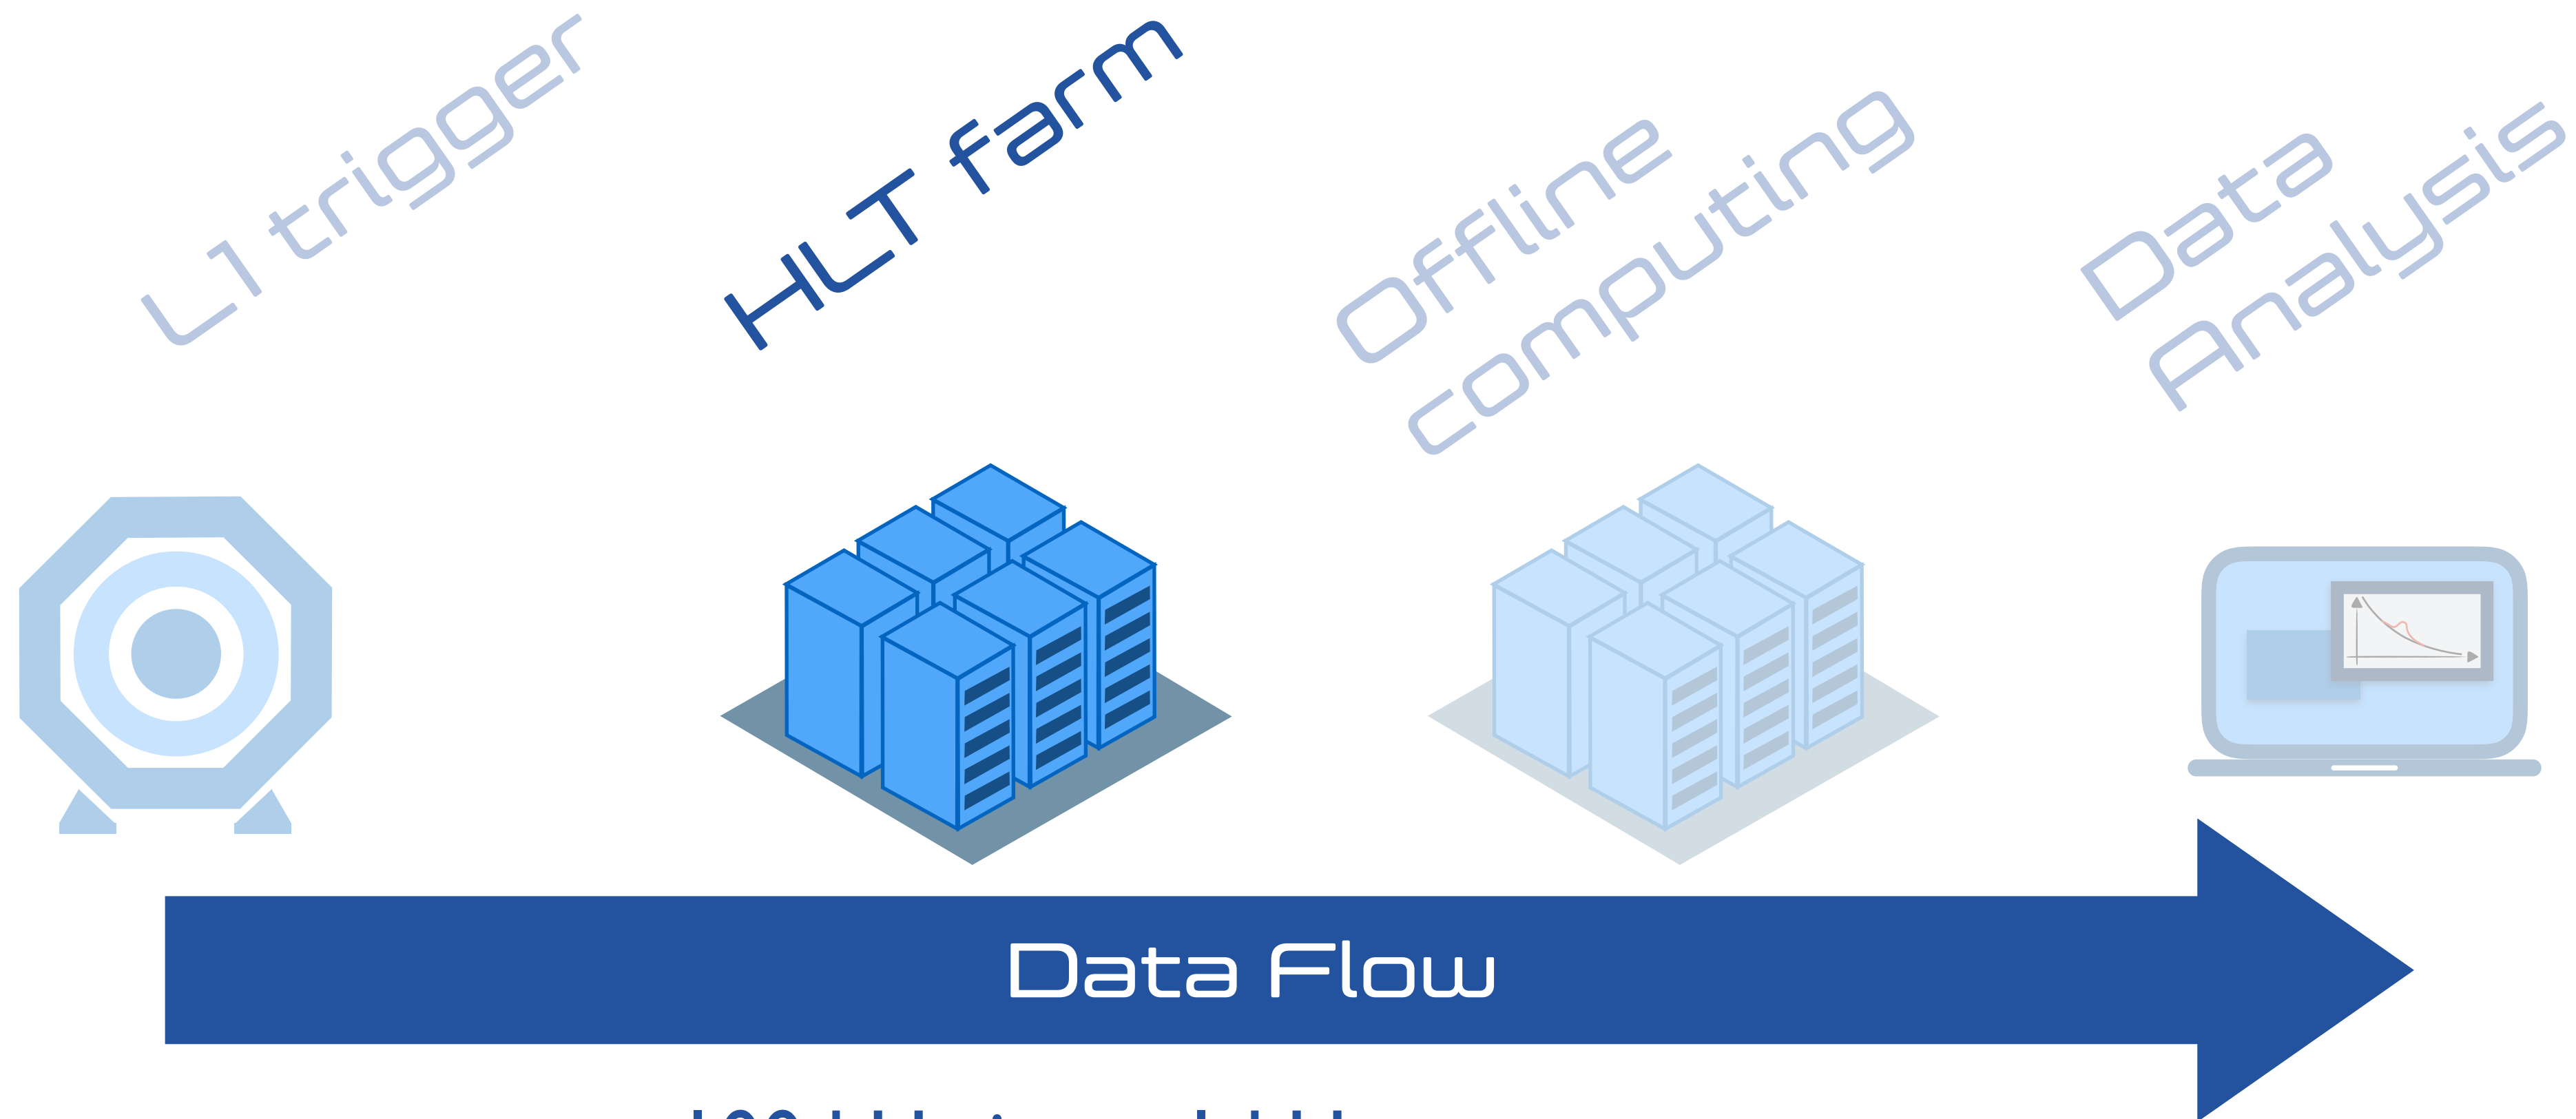 L1 trigger
HLT farm
Offline
computing
Data
Analysis
Data Flow